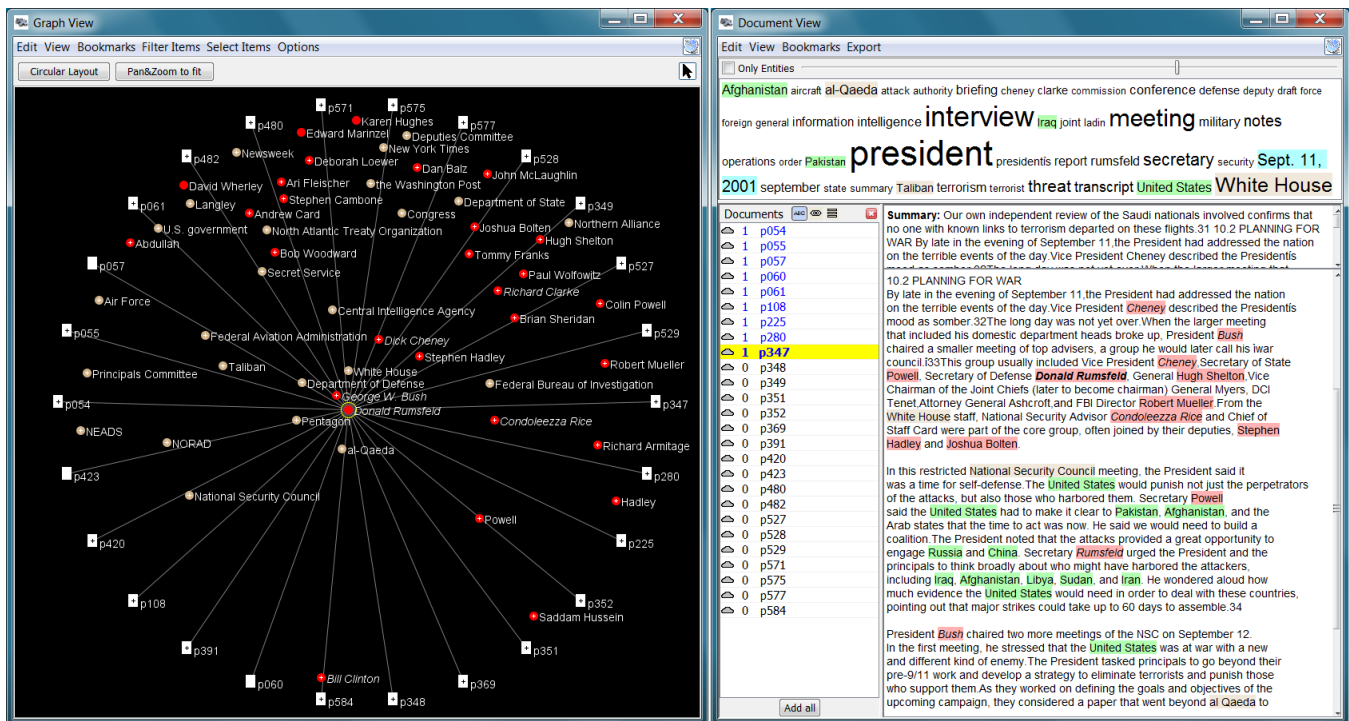 Graph View
Edit View Bookmarks Filter Items Select Items Options
Circular Layout Pan&Zoom to fit
p571
p575
p480
Karen Hughes
p577
Edward Marinzel
Deputies Committee
p482
Newsweek
New York Times
p528
Deborah Loewer
Dan Balz
John McLaughlin
David Wherley
Ari Fleischer
the Washington Post
p061
Langley
Stephen Cambone
Department of State
p349
Andrew Card
Congress
Northern Alliance
U.S. government
North Atlantic Treaty Organization
Joshua Bolten
Abdullah
Hugh Shelton
Bob Woodward
Tommy Franks
p057
Secret Service
Paul Wolfowitz
p527
Air Force
Richard Clarke
Central Intelligence Agency
Colin Powell
Brian Sheridan
p055
Federal Aviation Administration
Dick Cheney
p529
Stephen Hadley
Taliban
Robert Mueller
Principals Committee
White House
Department of Defense
Federal Bureau of Investigation
George W. Bush
p054
Donald Rumsfeld
p347
Pentagon
Condoleezza Rice
NEADS
NORAD
Richard Armitage
al-Qaeda
p423
p280
National Security Council
Hadley
Powell
p420
p225
p108
p352
Saddam Hussein
p391
p351
p060
Bill Clinton
p369
p584
p348
Document View
Edit View Bookmarks Export
Only Entities
Afghanistan aircraft al-Qaeda attack authority briefing cheney clarke commission conference defense deputy draft force
foreign general information intelligence interview Iraq joint ladin meeting military notes
operations order Pakistan president presidentís report rumsfeld secretary security Sept. 11,
2001 september state summary Taliban terrorism terrorist threat transcript United States White House
Documents ABC
1 p054
1 p055
1 p057
1 p060
1 p061
1 p108
1 p225
1 p280
1 p347
0 p348
0 p349
0 p351
0 p352
0 p369
0 p391
0 p420
0 p423
0 p480
0 p482
0 p527
0 p528
0 p529
0 p571
0 p575
0 p577
0 p584
Add all
Summary: Our own independent review of the Saudi nationals involved confirms that
no one with known links to terrorism departed on these flights.31 10.2 PLANNING FOR
WAR By late in the evening of September 11,the President had addressed the nation
on the terrible events of the day.Vice President Cheney described the Presidentís
10.2 PLANNING FOR WAR
By late in the evening of September 11,the President had addressed the nation
on the terrible events of the day.Vice President Cheney described the Presidentís
mood as somber.32The long day was not yet over.When the larger meeting
that included his domestic department heads broke up, President Bush
chaired a smaller meeting of top advisers, a group he would later call his ìwar
council.î33This group usually included Vice President Cheney,Secretary of State
Powell, Secretary of Defense Donald Rumsfeld, General Hugh Shelton,Vice
Chairman of the Joint Chiefs (later to become chairman) General Myers, DCI
Tenet,Attorney General Ashcroft,and FBI Director Robert Mueller.From the
White House staff, National Security Advisor Condoleezza Rice and Chief of
Staff Card were part of the core group, often joined by their deputies, Stephen
Hadley and Joshua Bolten.
In this restricted National Security Council meeting, the President said it
was a time for self-defense.The United States would punish not just the perpetrators
of the attacks, but also those who harbored them. Secretary Powell
said the United States had to make it clear to Pakistan, Afghanistan, and the
Arab states that the time to act was now. He said we would need to build a
coalition.The President noted that the attacks provided a great opportunity to
engage Russia and China. Secretary Rumsfeld urged the President and the
principals to think broadly about who might have harbored the attackers,
including Iraq, Afghanistan, Libya, Sudan, and Iran. He wondered aloud how
much evidence the United States would need in order to deal with these countries,
pointing out that major strikes could take up to 60 days to assemble.34
President Bush chaired two more meetings of the NSC on September 12.
In the first meeting, he stressed that the United States was at war with a new
and different kind of enemy.The President tasked principals to go beyond their
pre-9/11 work and develop a strategy to eliminate terrorists and punish those
who support them.As they worked on defining the goals and objectives of the
upcoming campaign, they considered a paper that went beyond al Qaeda to